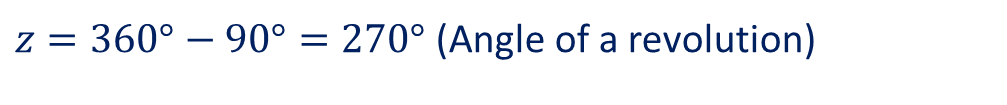 z = 360° − 90° = 270° (Angle of a revolution)